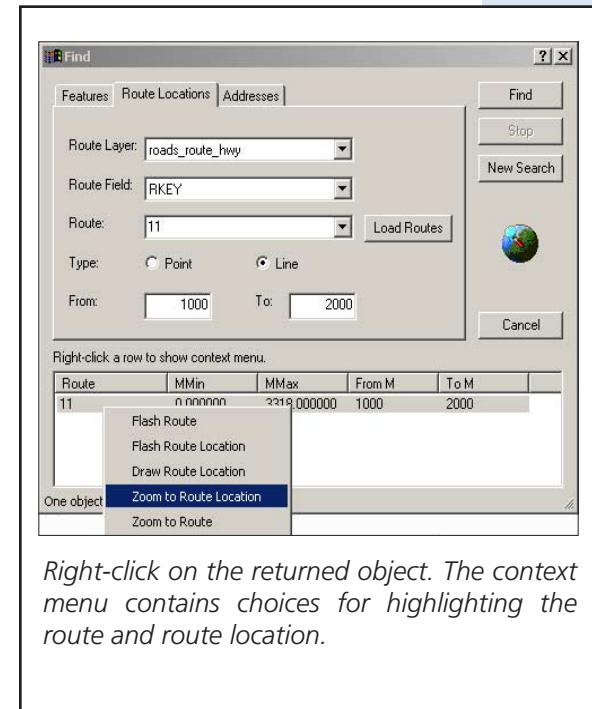 Find
? X
Features Route Locations Addresses
Find
Stop
New Search
Cancel
Route Layer: roads_route_hwy
Route Field: RKEY
Route: 11 Load Routes
Type: Point Line
From: 1000 To: 2000
Right-click a row to show context menu.
Route MMin MMax From M To M
11 0.000000 3318.000000 1000 2000
Flash Route
Flash Route Location
Draw Route Location
One object Zoom to Route Location
Zoom to Route
Right-click on the returned object. The context
menu contains choices for highlighting the
route and route location.